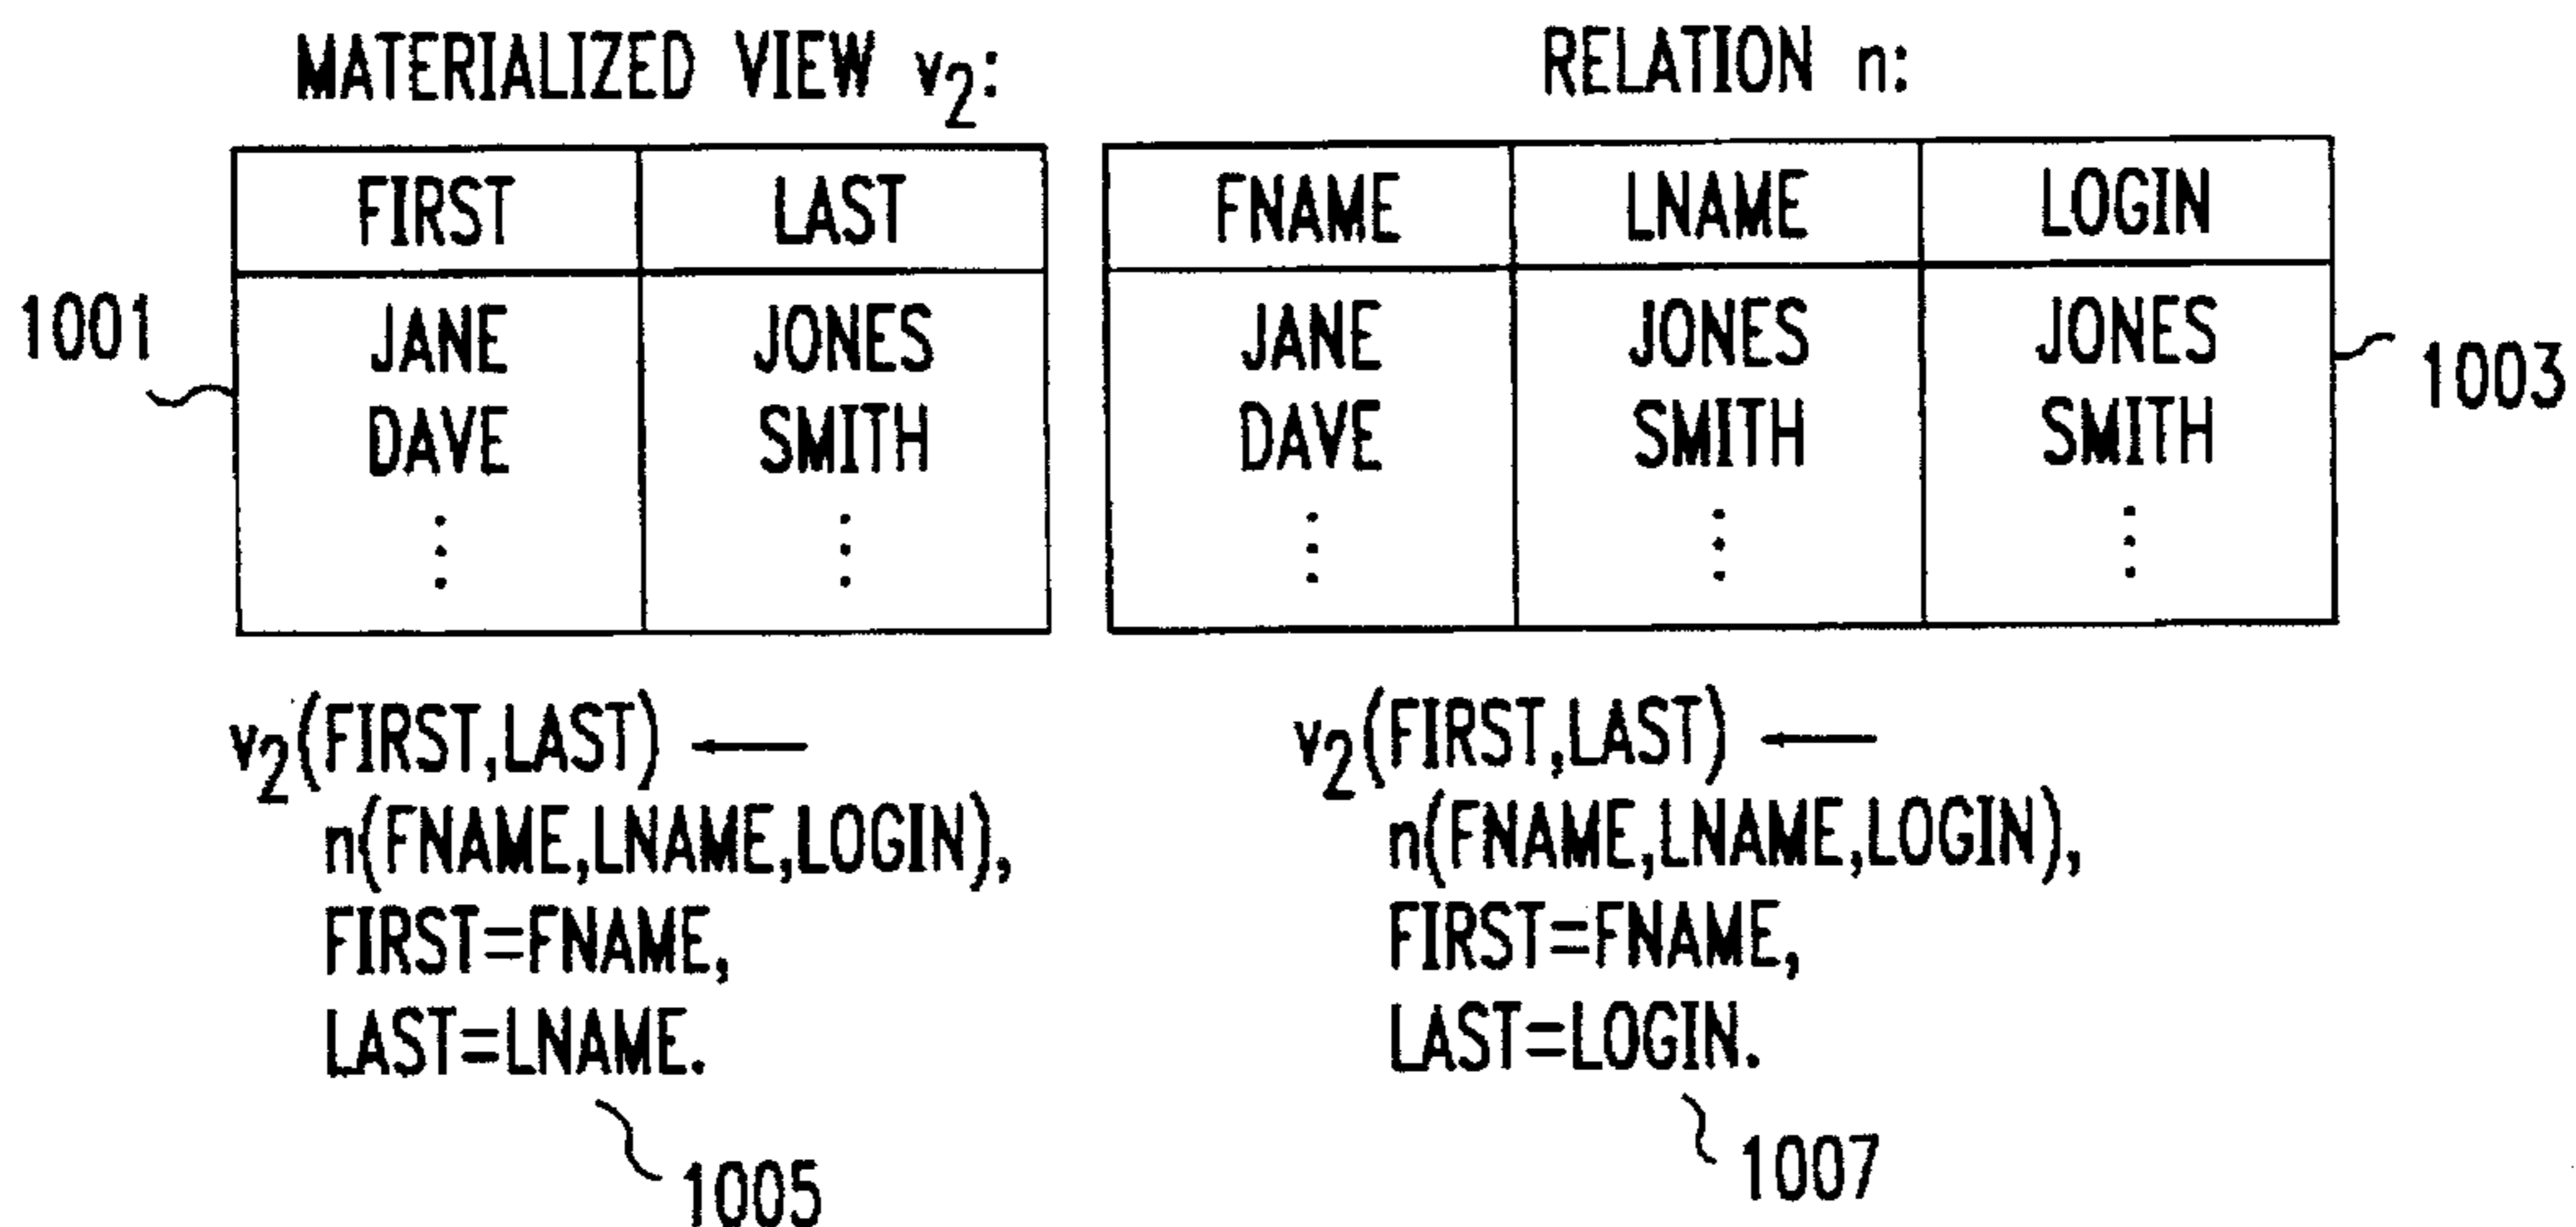 MATERIALIZED VIEW v2:
RELATION n:
FIRST LAST
FNAME LNAME LOGIN
1001
JANE JONES
JANE JONES JONES
1003
DAVE SMITH
DAVE SMITH SMITH
v2(FIRST,LAST) ←
n(FNAME,LNAME,LOGIN),
FIRST=FNAME,
LAST=LNAME.
1005
v2(FIRST,LAST) ←
n(FNAME,LNAME,LOGIN),
FIRST=FNAME,
LAST=LOGIN.
1007